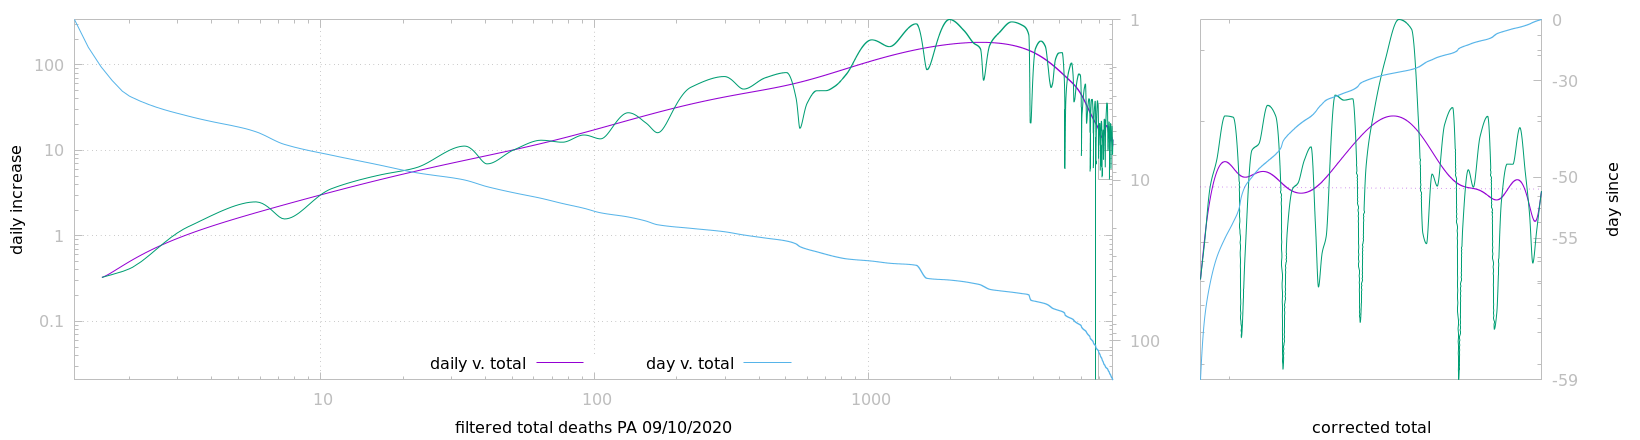 daily increase
100
10
1
0.1
10
100
1000
1
10
100
daily v. total
day v. total
filtered total deaths PA 09/10/2020
0
-30
-50
-55
-59
day since
corrected total